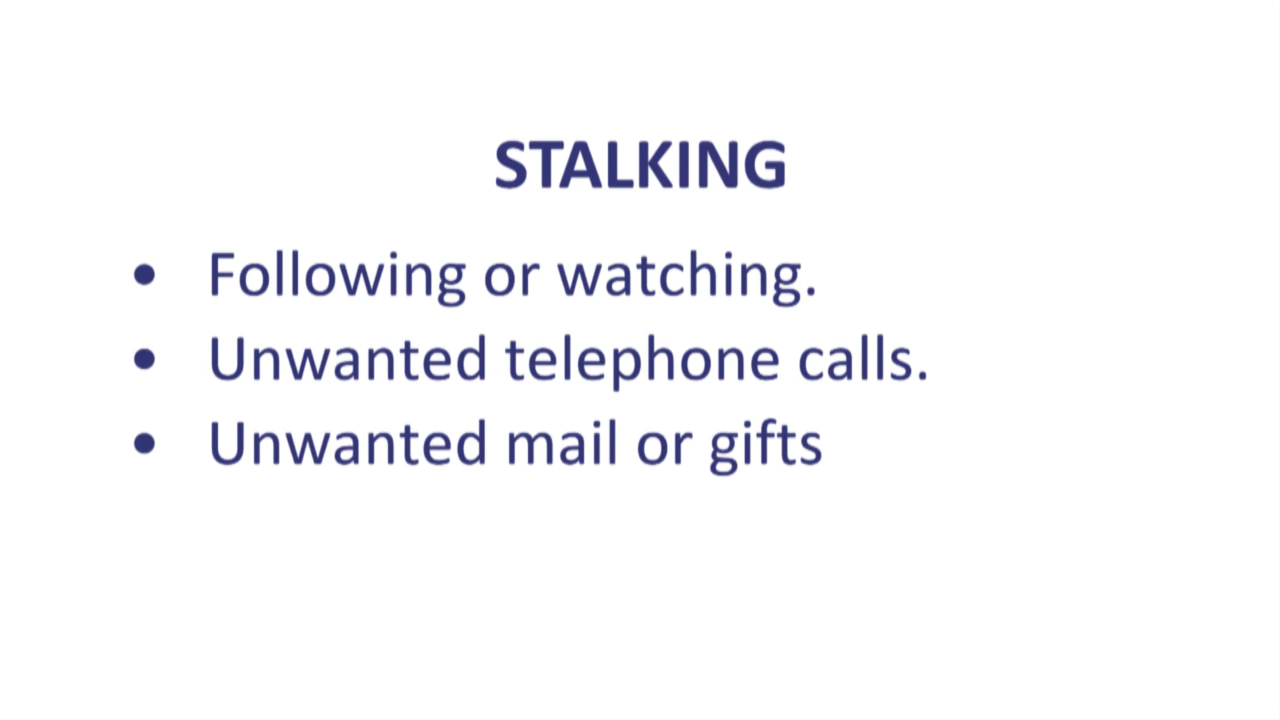 STALKING
• Following or watching.
• Unwanted telephone calls.
• Unwanted mail or gifts